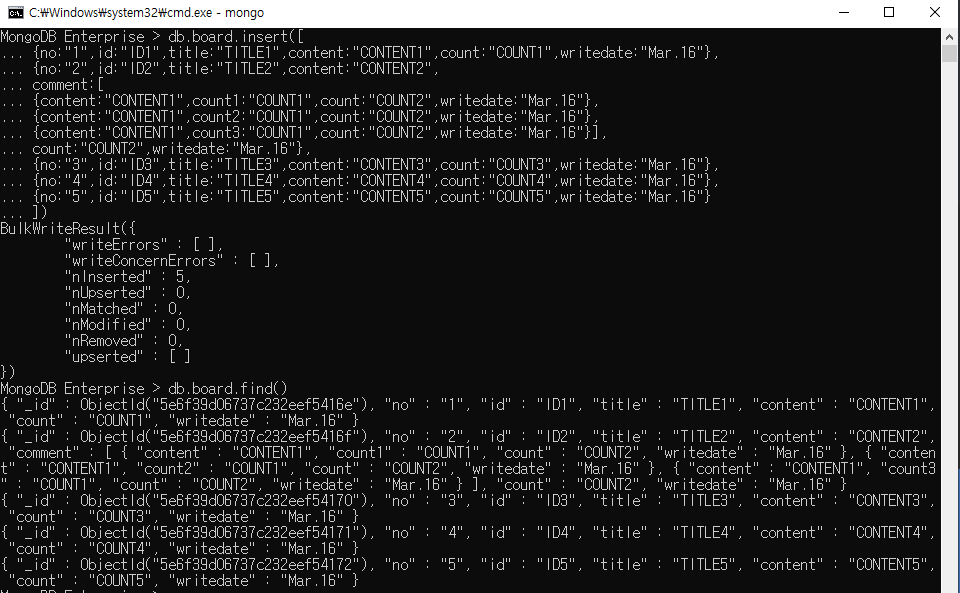 C:₩Windows₩system32₩cmd.exe - mongo
MongoDB Enterprise > db.board.insert([
... {no:"1",id:"ID1",title:"TITLE1",content:"CONTENT1",count:"COUNT1",writedate:"Mar.16"},
... {no:"2",id:"ID2",title:"TITLE2",content:"CONTENT2",
... comment:[
... {content:"CONTENT1",count1:"COUNT1",count:"COUNT2",writedate:"Mar.16"},
... {content:"CONTENT1",count2:"COUNT1",count:"COUNT2",writedate:"Mar.16"},
... {content:"CONTENT1",count3:"COUNT1",count:"COUNT2",writedate:"Mar.16"}],
... count:"COUNT2",writedate:"Mar.16"},
... {no:"3",id:"ID3",title:"TITLE3",content:"CONTENT3",count:"COUNT3",writedate:"Mar.16"},
... {no:"4",id:"ID4",title:"TITLE4",content:"CONTENT4",count:"COUNT4",writedate:"Mar.16"},
... {no:"5",id:"ID5",title:"TITLE5",content:"CONTENT5",count:"COUNT5",writedate:"Mar.16"}
... ])
BulkWriteResult({
"writeErrors" : [ ],
"writeConcernErrors" : [ ],
"nInserted" : 5,
"nUpserted" : 0,
"nMatched" : 0,
"nModified" : 0,
"nRemoved" : 0,
"upserted" : [ ]
})
MongoDB Enterprise > db.board.find()
{ "_id" : ObjectId("5e6f39d06737c232eef5416e"), "no" : "1", "id" : "ID1", "title" : "TITLE1", "content" : "CONTENT1",
"count" : "COUNT1", "writedate" : "Mar.16" }
{ "_id" : ObjectId("5e6f39d06737c232eef5416f"), "no" : "2", "id" : "ID2", "title" : "TITLE2", "content" : "CONTENT2",
"comment" : [ { "content" : "CONTENT1", "count1" : "COUNT1", "count" : "COUNT2", "writedate" : "Mar.16" }, { "conten
t" : "CONTENT1", "count2" : "COUNT1", "count" : "COUNT2", "writedate" : "Mar.16" }, { "content" : "CONTENT1", "count3
" : "COUNT1", "count" : "COUNT2", "writedate" : "Mar.16" } ], "count" : "COUNT2", "writedate" : "Mar.16" }
{ "_id" : ObjectId("5e6f39d06737c232eef54170"), "no" : "3", "id" : "ID3", "title" : "TITLE3", "content" : "CONTENT3",
"count" : "COUNT3", "writedate" : "Mar.16" }
{ "_id" : ObjectId("5e6f39d06737c232eef54171"), "no" : "4", "id" : "ID4", "title" : "TITLE4", "content" : "CONTENT4",
"count" : "COUNT4", "writedate" : "Mar.16" }
{ "_id" : ObjectId("5e6f39d06737c232eef54172"), "no" : "5", "id" : "ID5", "title" : "TITLE5", "content" : "CONTENT5",
"count" : "COUNT5", "writedate" : "Mar.16" }
MongoDB Enterprise >